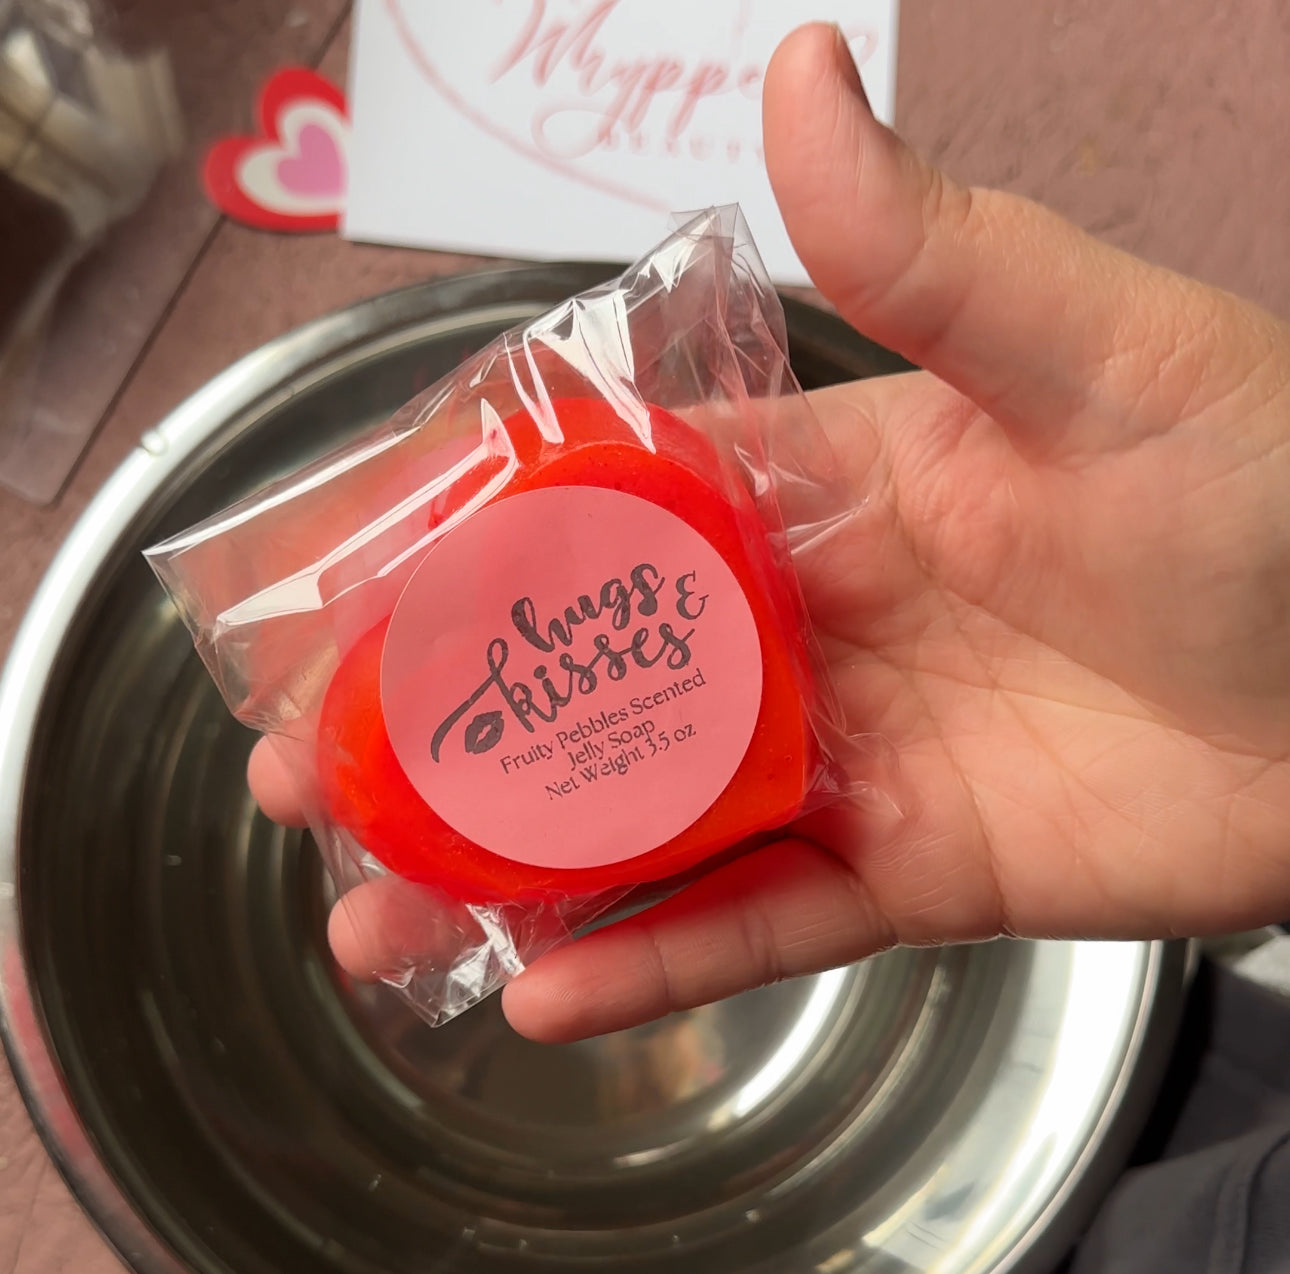 hugs &
kisses
Fruity Pebbles Scented
Jelly Soap
Net Weight 3.5 oz